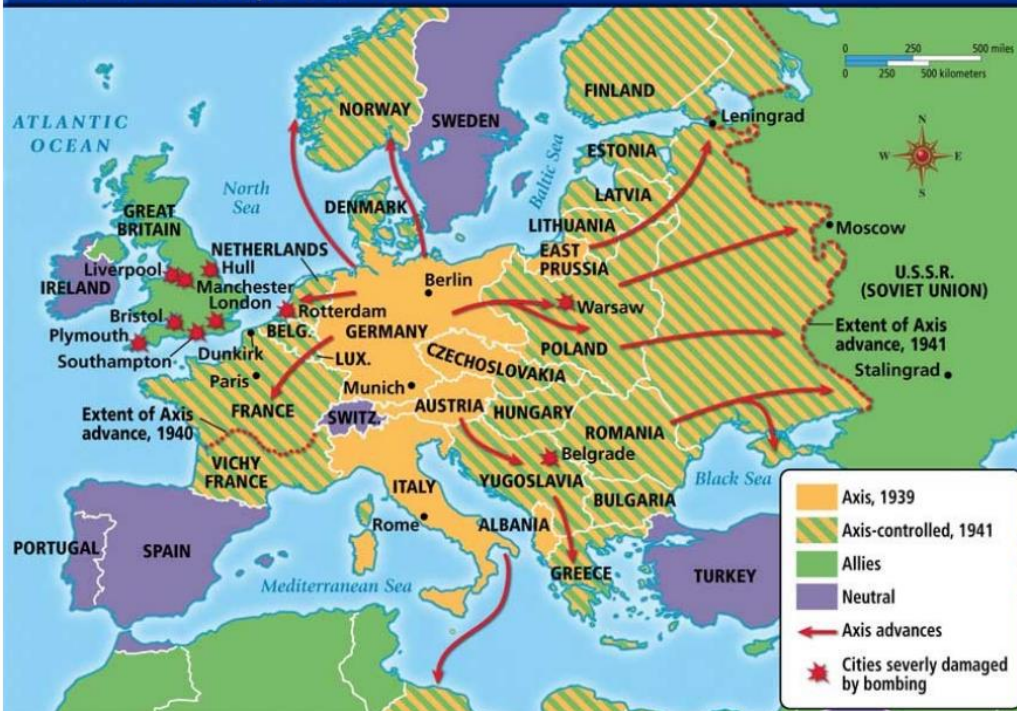 0 250 500 miles
0 250 500 kilometers
N
W E
S
ATLANTIC
OCEAN
North
Sea
Baltic Sea
NORWAY
SWEDEN
FINLAND
Leningrad
ESTONIA
LATVIA
LITHUANIA
EAST
PRUSSIA
DENMARK
GREAT
BRITAIN
NETHERLANDS
IRELAND
Liverpool
Hull
Manchester
London
Bristol
Plymouth
Southampton
Dunkirk
Rotterdam
BELG.
LUX.
Berlin
GERMANY
Munich
Warsaw
POLAND
Moscow
U.S.S.R.
(SOVIET UNION)
Extent of Axis
advance, 1941
Stalingrad
Paris
FRANCE
Extent of Axis
advance, 1940
VICHY
FRANCE
SWITZ.
CZECHOSLOVAKIA
AUSTRIA
HUNGARY
ROMANIA
Belgrade
YUGOSLAVIA
BULGARIA
Black Sea
ITALY
Rome
ALBANIA
GREECE
TURKEY
PORTUGAL
SPAIN
Mediterranean Sea
Axis, 1939
Axis-controlled, 1941
Allies
Neutral
Axis advances
Cities severly damaged
by bombing